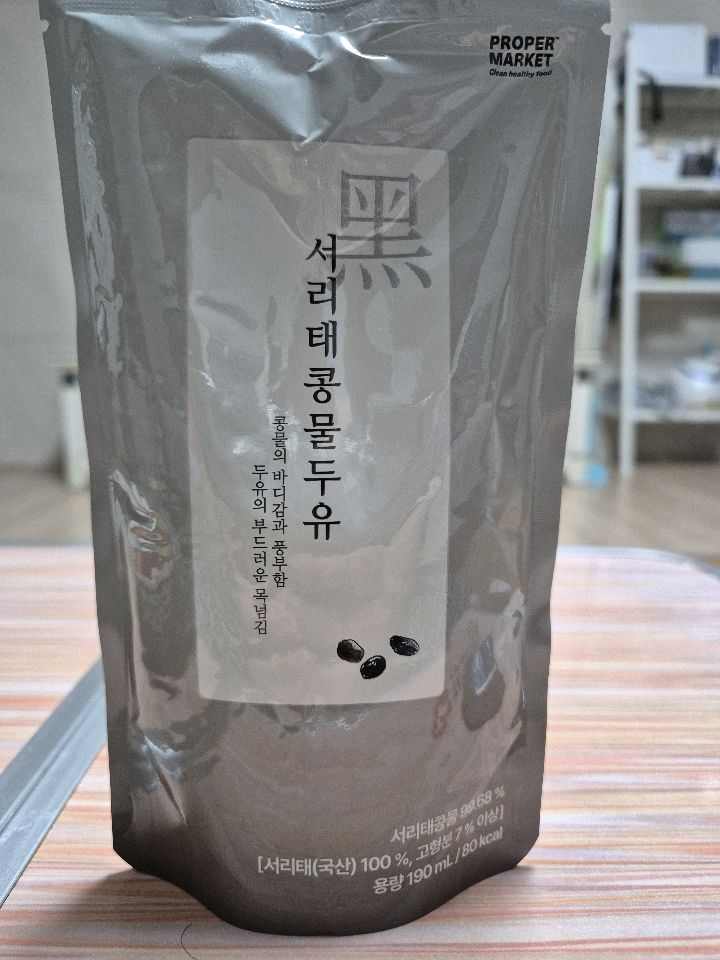 PROPER™
MARKET
Clean healthy food
黑
서리태콩물두유
콩물의 바디감과 풍부함
두유의 부드러운 목넘김
서리태콩물 99.68 %
[서리태(국산) 100 %, 고형분 7 % 이상]
용량 190 mL / 80 kcal